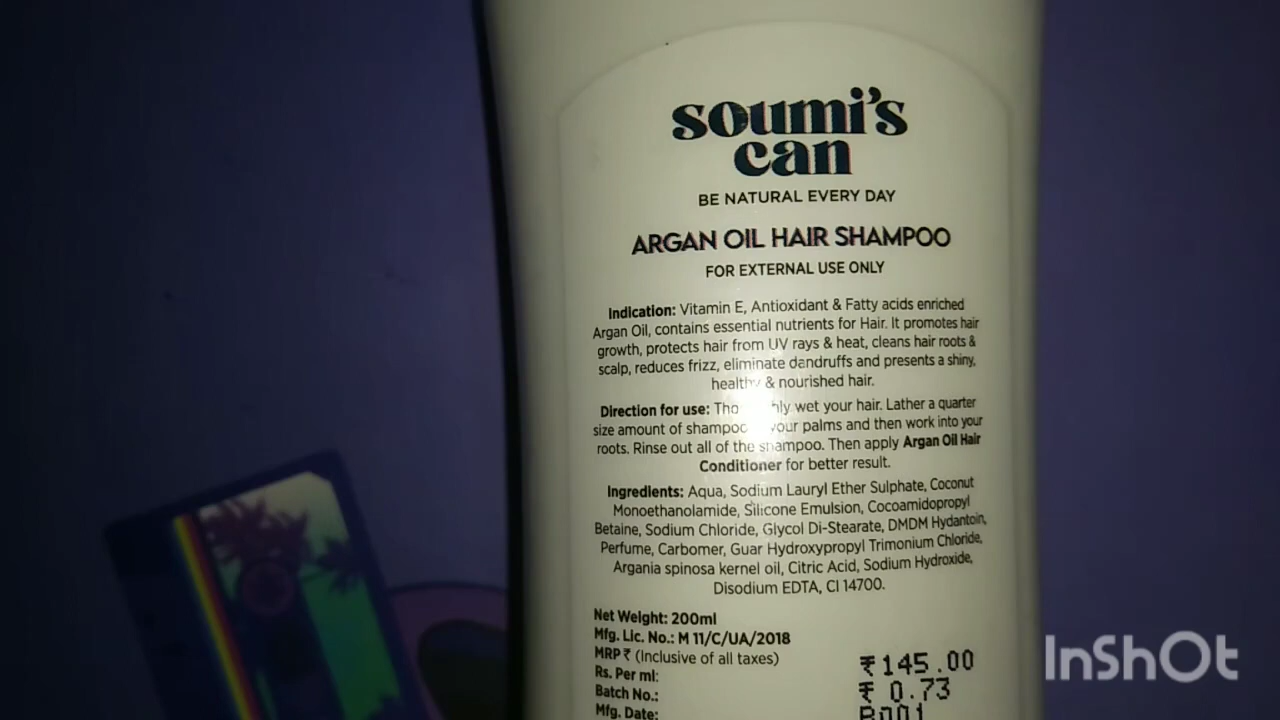 soumi's
can
BE NATURAL EVERY DAY
ARGAN OIL HAIR SHAMPOO
FOR EXTERNAL USE ONLY
Indication: Vitamin E, Antioxidant & Fatty acids enriched
Argan Oil, contains essential nutrients for Hair. It promotes hair
growth, protects hair from UV rays & heat, cleans hair roots &
scalp, reduces frizz, eliminate dandruffs and presents a shiny,
healthy & nourished hair.
Direction for use: wet your hair. Lather a quarter
size amount of shampoo your palms and then work into your
roots. Rinse out all of the shampoo. Then apply Argan Oil Hair
Conditioner for better result.
Ingredients: Aqua, Sodium Lauryl Ether Sulphate, Coconut
Monoethanolamide, Silicone Emulsion, Cocoamidopropyl
Betaine, Sodium Chloride, Glycol Di-Stearate, DMDM Hydantoin,
Perfume, Carbomer, Guar Hydroxypropyl Trimonium Chloride,
Argania spinosa kernel oil, Citric Acid, Sodium Hydroxide,
Disodium EDTA, CI 14700.
Net Weight: 200ml
Mfg. Lic. No.: M 11/C/UA/2018
MRP ₹ (Inclusive of all taxes) ₹145.00
Rs. Per ml: ₹ 0.73
Batch No.: B001
Mfg. Date:
InShOt